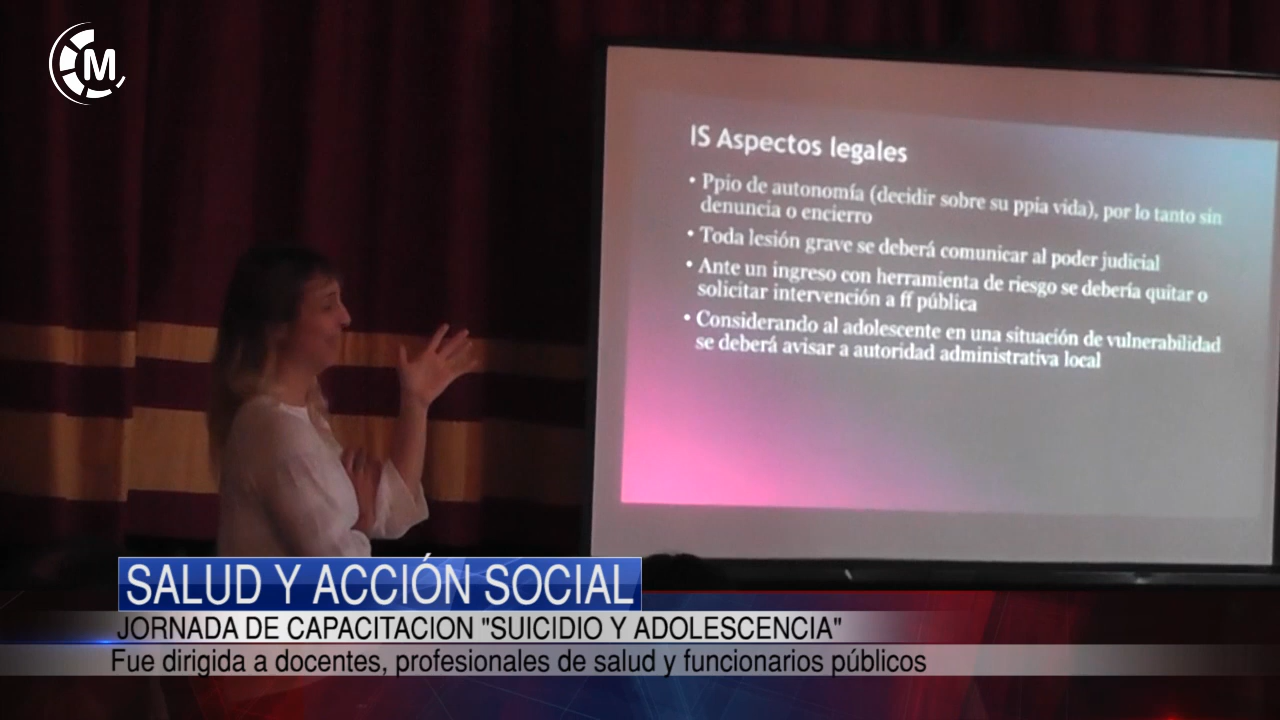 M
IS Aspectos legales
• Ppio de autonomía (decidir sobre su ppia vida), por lo tanto sin
denuncia o encierro
• Toda lesión grave se deberá comunicar al poder judicial
• Ante un ingreso con herramienta de riesgo se debería quitar o
solicitar intervención a ff pública
• Considerando al adolescente en una situación de vulnerabilidad
se deberá avisar a autoridad administrativa local
SALUD Y ACCIÓN SOCIAL
JORNADA DE CAPACITACION "SUICIDIO Y ADOLESCENCIA"
Fue dirigida a docentes, profesionales de salud y funcionarios públicos